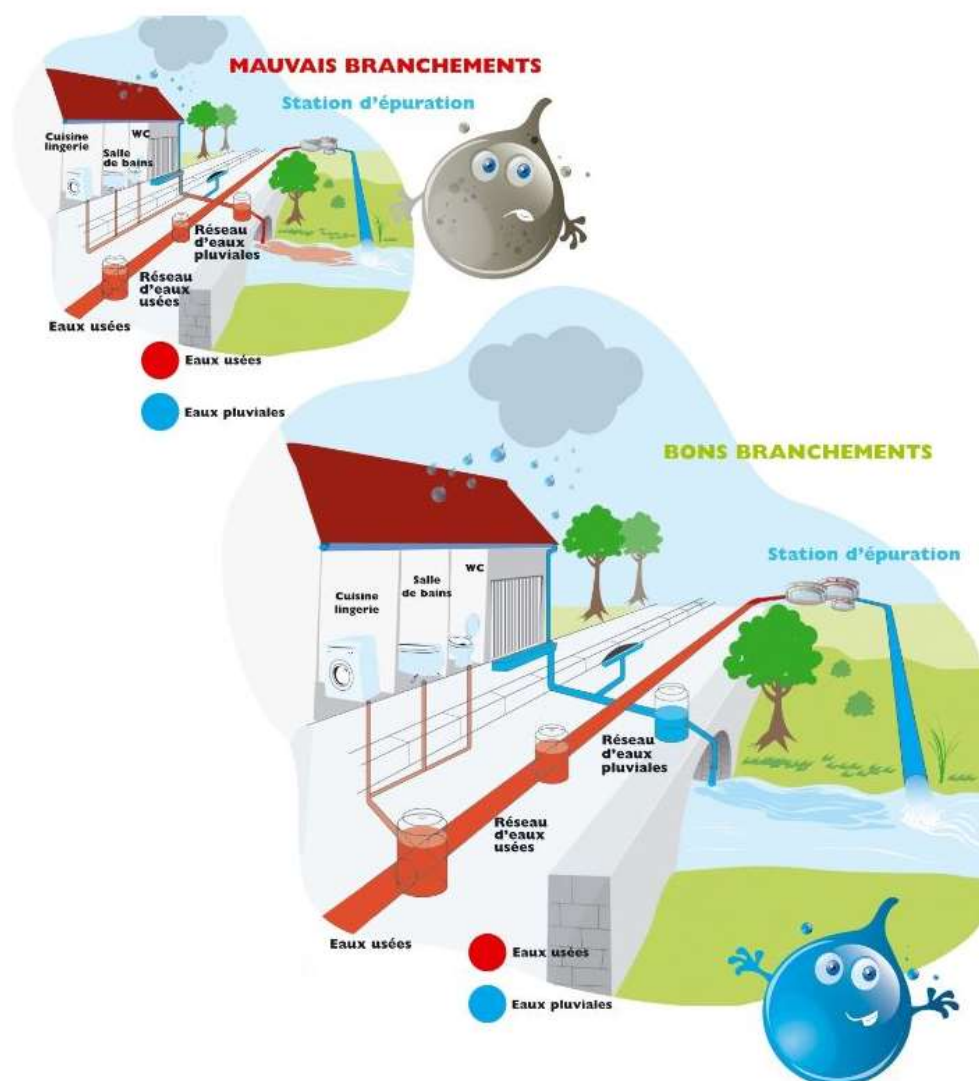 MAUVAIS BRANCHEMENTS
Station d'épuration
Cuisine
lingerie
WC
Salle
de bains
Réseau
d'eaux
pluviales
Réseau
d'eaux
usées
Eaux usées
Eaux usées
Eaux pluviales
BONS BRANCHEMENTS
Station d'épuration
WC
Salle
de bains
Cuisine
lingerie
Réseau
d'eaux
pluviales
Réseau
d'eaux
usées
Eaux usées
Eaux usées
Eaux pluviales